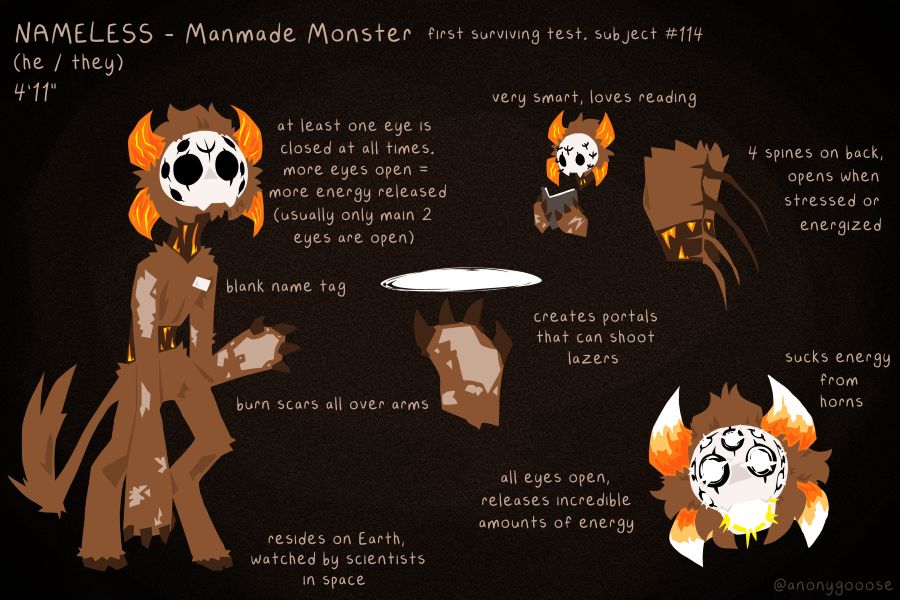 NAMELESS - Manmade Monster first surviving test. subject #114
(he / they)
4'11"
very smart, loves reading
at least one eye is
closed at all times.
more eyes open =
more energy released
(usually only main 2
eyes are open)
4 spines on back,
opens when
stressed or
energized
blank name tag
creates portals
that can shoot
lazers
sucks energy
from
horns
burn scars all over arms
all eyes open,
releases incredible
amounts of energy
resides on Earth,
watched by scientists
in space
@anonygooose